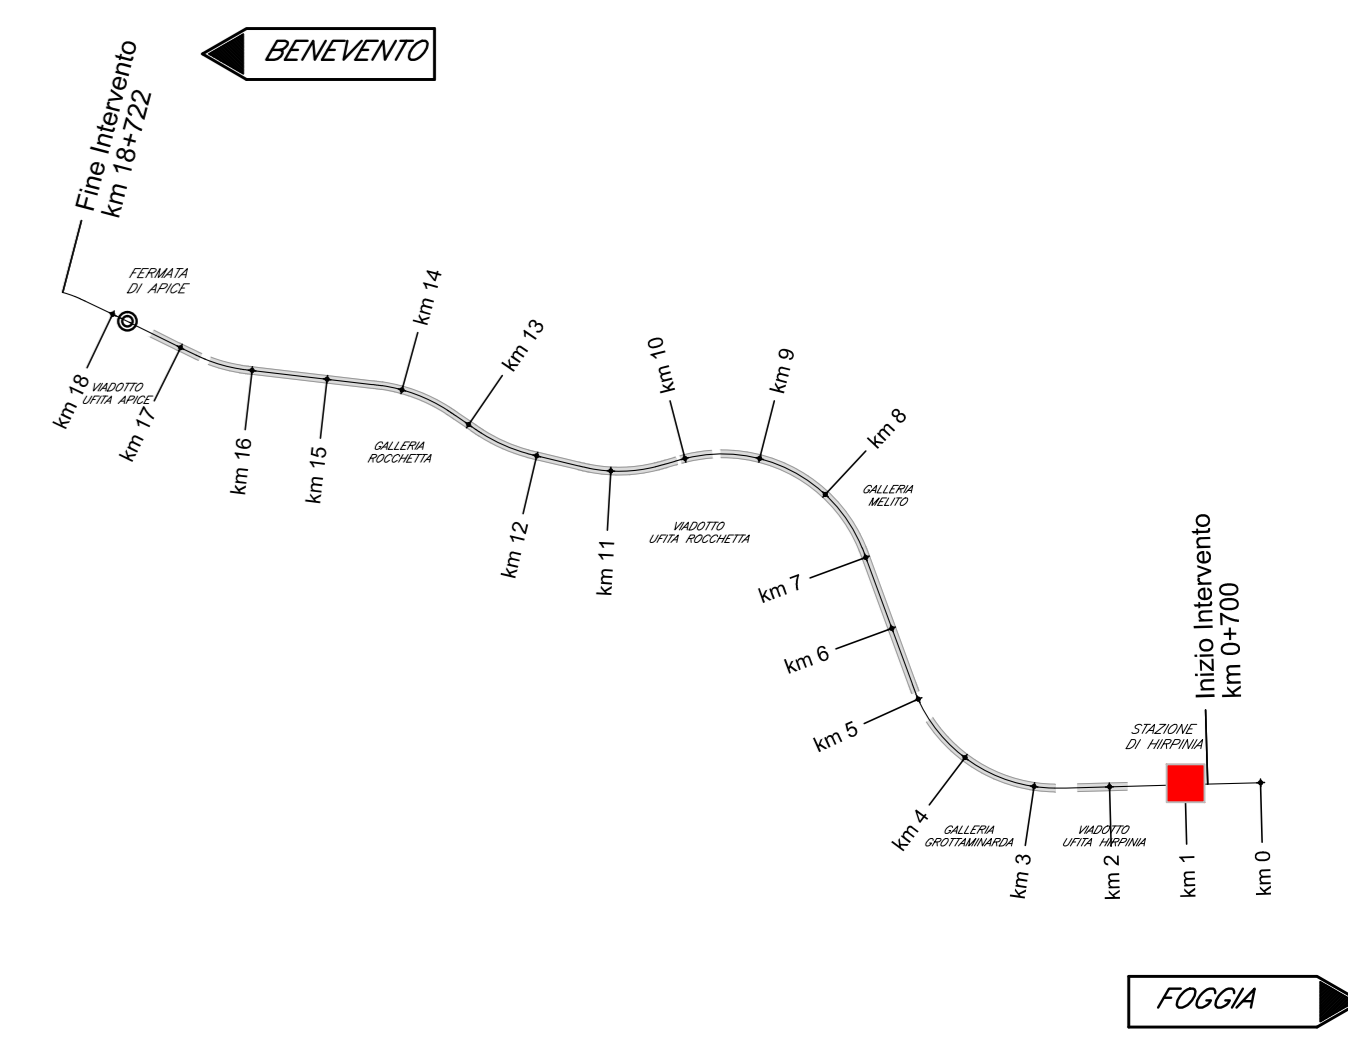 BENEVENTO
Fine Intervento
km 18+722
FERMATA
DI APICE
km 18
VIADOTTO
UFITA APICE
km 17
km 16
km 15
km 14
GALLERIA
ROCCHETTA
km 13
km 12
km 11
km 10
VIADOTTO
UFITA ROCCHETTA
km 9
km 8
GALLERIA
MELITO
km 7
km 6
km 5
km 4
GALLERIA
GROTTAMINARDA
km 3
VIADOTTO
UFITA HIRPINIA
km 2
STAZIONE
DI HIRPINIA
km 1
Inizio Intervento
km 0+700
km 0
FOGGIA